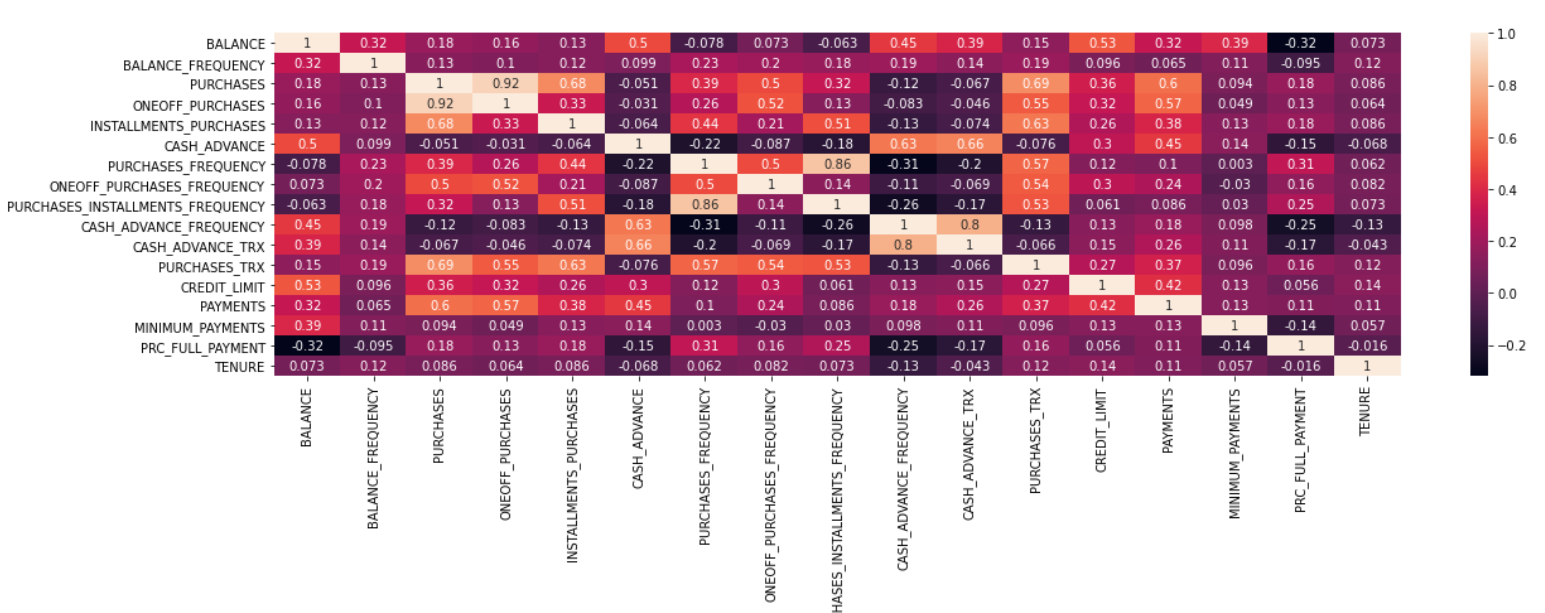 BALANCE 1 0.32 0.18 0.16 0.13 0.5 -0.078 0.073 -0.063 0.45 0.39 0.15 0.53 0.32 0.39 -0.32 0.073 1.0
BALANCE_FREQUENCY 0.32 1 0.13 0.1 0.12 0.099 0.23 0.2 0.18 0.19 0.14 0.19 0.096 0.065 0.11 -0.095 0.12
PURCHASES 0.18 0.13 1 0.92 0.68 -0.051 0.39 0.5 0.32 -0.12 -0.067 0.69 0.36 0.6 0.094 0.18 0.086 0.8
ONEOFF_PURCHASES 0.16 0.1 0.92 1 0.33 -0.031 0.26 0.52 0.13 -0.083 -0.046 0.55 0.32 0.57 0.049 0.13 0.064
INSTALLMENTS_PURCHASES 0.13 0.12 0.68 0.33 1 -0.064 0.44 0.21 0.51 -0.13 -0.074 0.63 0.26 0.38 0.13 0.18 0.086
CASH_ADVANCE 0.5 0.099 -0.051 -0.031 -0.064 1 -0.22 -0.087 -0.18 0.63 0.66 -0.076 0.3 0.45 0.14 -0.15 -0.068 0.6
PURCHASES_FREQUENCY -0.078 0.23 0.39 0.26 0.44 -0.22 1 0.5 0.86 -0.31 -0.2 0.57 0.12 0.1 0.003 0.31 0.062
ONEOFF_PURCHASES_FREQUENCY 0.073 0.2 0.5 0.52 0.21 -0.087 0.5 1 0.14 -0.11 -0.069 0.54 0.3 0.24 -0.03 0.16 0.082 0.4
PURCHASES_INSTALLMENTS_FREQUENCY -0.063 0.18 0.32 0.13 0.51 -0.18 0.86 0.14 1 -0.26 -0.17 0.53 0.061 0.086 0.03 0.25 0.073
CASH_ADVANCE_FREQUENCY 0.45 0.19 -0.12 -0.083 -0.13 0.63 -0.31 -0.11 -0.26 1 0.8 -0.13 0.13 0.18 0.098 -0.25 -0.13
CASH_ADVANCE_TRX 0.39 0.14 -0.067 -0.046 -0.074 0.66 -0.2 -0.069 -0.17 0.8 1 -0.066 0.15 0.26 0.11 -0.17 -0.043 0.2
PURCHASES_TRX 0.15 0.19 0.69 0.55 0.63 -0.076 0.57 0.54 0.53 -0.13 -0.066 1 0.27 0.37 0.096 0.16 0.12
CREDIT_LIMIT 0.53 0.096 0.36 0.32 0.26 0.3 0.12 0.3 0.061 0.13 0.15 0.27 1 0.42 0.13 0.056 0.14 0.0
PAYMENTS 0.32 0.065 0.6 0.57 0.38 0.45 0.1 0.24 0.086 0.18 0.26 0.37 0.42 1 0.13 0.11 0.11
MINIMUM_PAYMENTS 0.39 0.11 0.094 0.049 0.13 0.14 0.003 -0.03 0.03 0.098 0.11 0.096 0.13 0.13 1 -0.14 0.057
PRC_FULL_PAYMENT -0.32 -0.095 0.18 0.13 0.18 -0.15 0.31 0.16 0.25 -0.25 -0.17 0.16 0.056 0.11 -0.14 1 -0.016 -0.2
TENURE 0.073 0.12 0.086 0.064 0.086 -0.068 0.062 0.082 0.073 -0.13 -0.043 0.12 0.14 0.11 0.057 -0.016 1
BALANCE
BALANCE_FREQUENCY
PURCHASES
ONEOFF_PURCHASES
INSTALLMENTS_PURCHASES
CASH_ADVANCE
PURCHASES_FREQUENCY
ONEOFF_PURCHASES_FREQUENCY
HASES_INSTALLMENTS_FREQUENCY
CASH_ADVANCE_FREQUENCY
CASH_ADVANCE_TRX
PURCHASES_TRX
CREDIT_LIMIT
PAYMENTS
MINIMUM_PAYMENTS
PRC_FULL_PAYMENT
TENURE